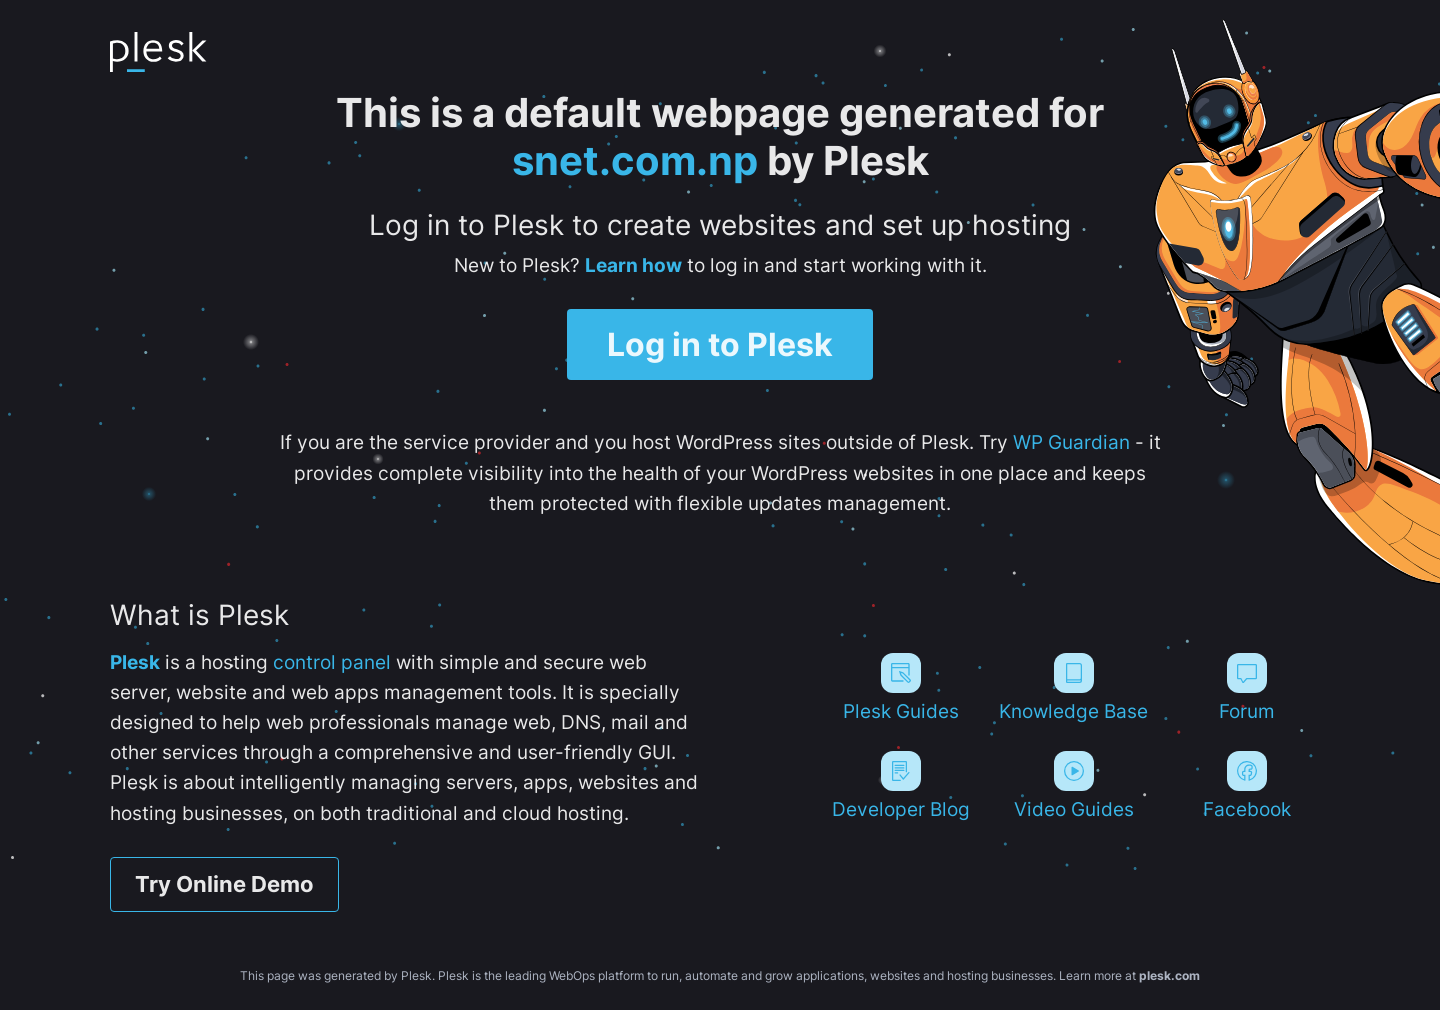 plesk
This is a default webpage generated for
snet.com.np by Plesk
Log in to Plesk to create websites and set up hosting
New to Plesk? Learn how to log in and start working with it.
Log in to Plesk
If you are the service provider and you host WordPress sites outside of Plesk. Try WP Guardian - it
provides complete visibility into the health of your WordPress websites in one place and keeps
them protected with flexible updates management.
What is Plesk
Plesk is a hosting control panel with simple and secure web
server, website and web apps management tools. It is specially
designed to help web professionals manage web, DNS, mail and
other services through a comprehensive and user-friendly GUI.
Plesk is about intelligently managing servers, apps, websites and
hosting businesses, on both traditional and cloud hosting.
Try Online Demo
Plesk Guides
Knowledge Base
Forum
Developer Blog
Video Guides
Facebook
This page was generated by Plesk. Plesk is the leading WebOps platform to run, automate and grow applications, websites and hosting businesses. Learn more at plesk.com